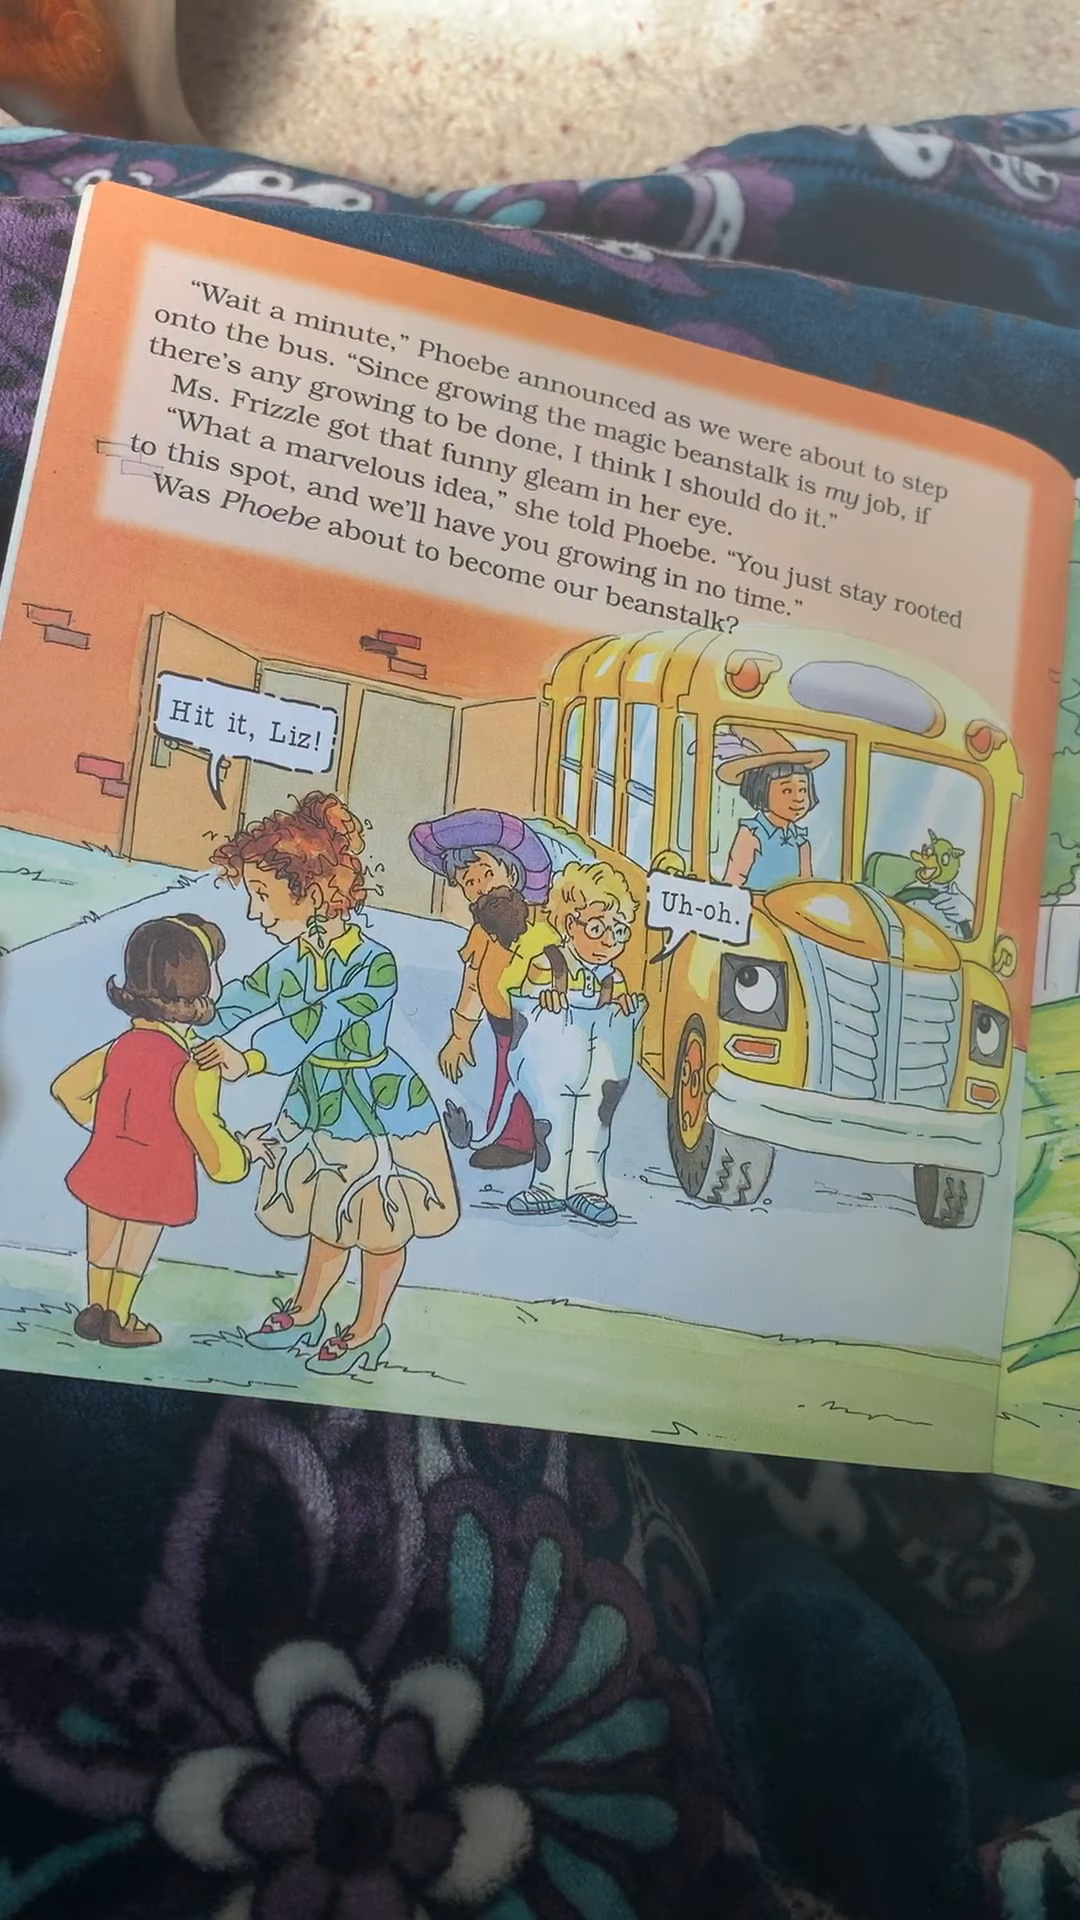 “Wait a minute,” Phoebe announced as we were about to step
onto the bus. “Since growing the magic beanstalk is my job, if
there’s any growing to be done, I think I should do it.”
Ms. Frizzle got that funny gleam in her eye.
“What a marvelous idea,” she told Phoebe. “You just stay rooted
to this spot, and we’ll have you growing in no time.”
Was Phoebe about to become our beanstalk?
Hit it, Liz!
Uh-oh.